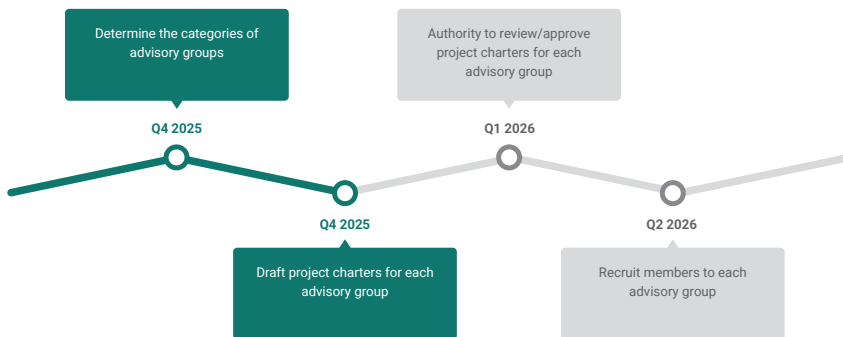 Determine the categories of
advisory groups
Q4 2025
Q4 2025
Draft project charters for each
advisory group
Authority to review/approve
project charters for each
advisory group
Q1 2026
Q2 2026
Recruit members to each
advisory group